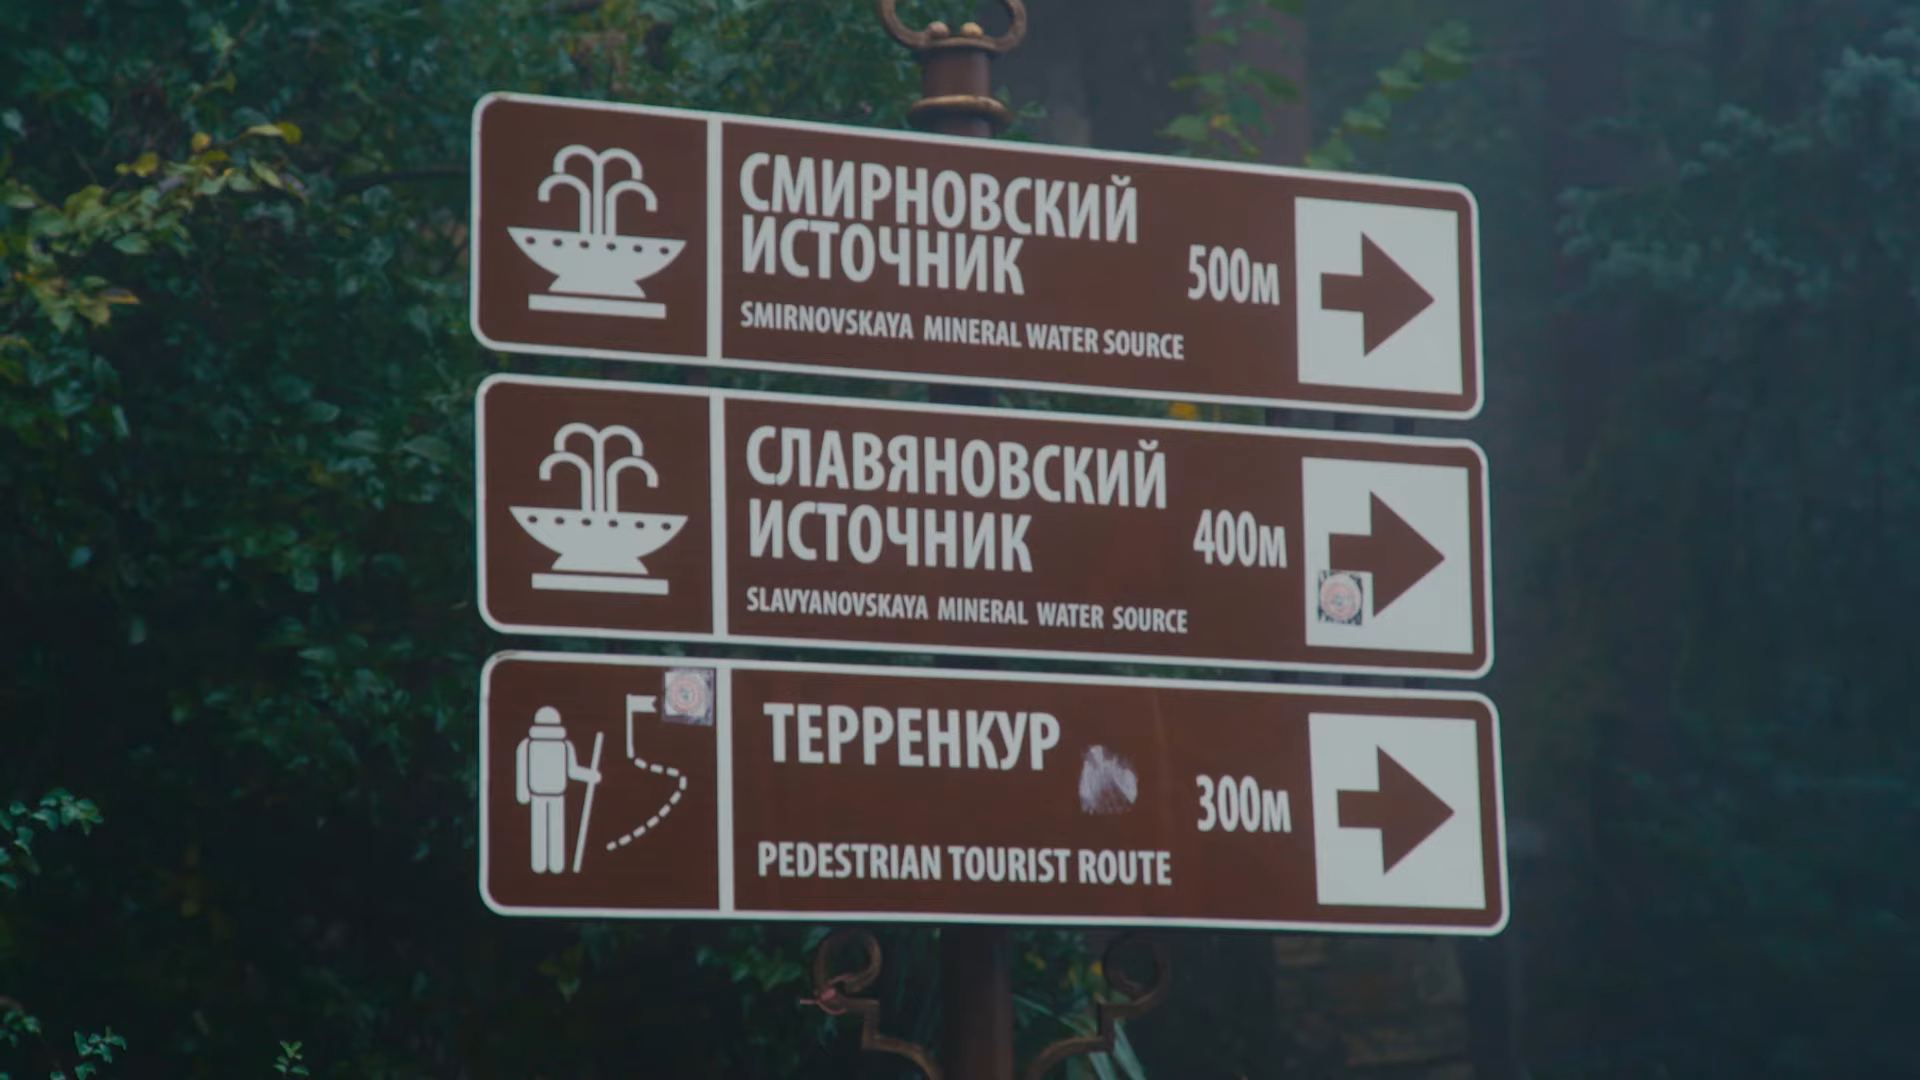 СМИРНОВСКИЙ
ИСТОЧНИК
500м
SMIRNOVSKAYA MINERAL WATER SOURCE
СЛАВЯНОВСКИЙ
ИСТОЧНИК
400м
SLAVYANOVSKAYA MINERAL WATER SOURCE
ТЕРРЕНКУР
300м
PEDESTRIAN TOURIST ROUTE